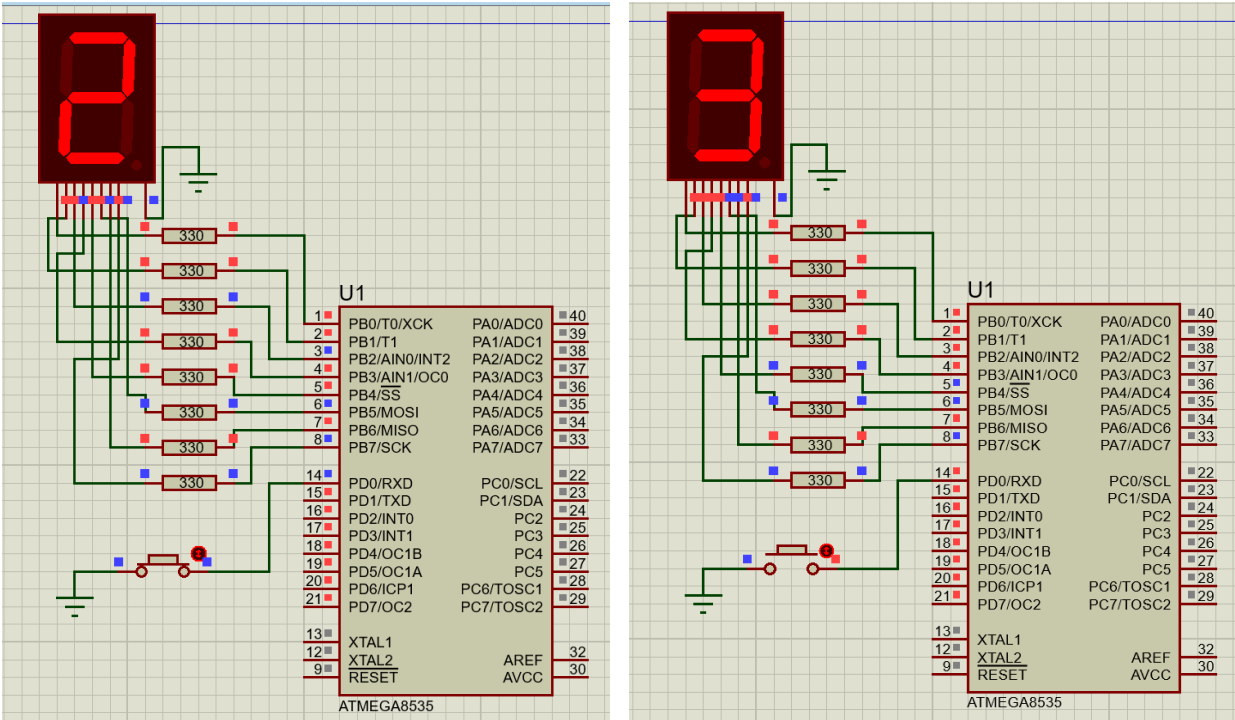 2
330
330
330
330
330
330
330
330
U1
1 PB0/T0/XCK PA0/ADC0 40
2 PB1/T1 PA1/ADC1 39
3 PB2/AIN0/INT2 PA2/ADC2 38
4 PB3/AIN1/OC0 PA3/ADC3 37
5 PB4/SS PA4/ADC4 36
6 PB5/MOSI PA5/ADC5 35
7 PB6/MISO PA6/ADC6 34
8 PB7/SCK PA7/ADC7 33
14 PD0/RXD PC0/SCL 22
15 PD1/TXD PC1/SDA 23
16 PD2/INT0 PC2 24
17 PD3/INT1 PC3 25
18 PD4/OC1B PC4 26
19 PD5/OC1A PC5 27
20 PD6/ICP1 PC6/TOSC1 28
21 PD7/OC2 PC7/TOSC2 29
13 XTAL1
12 XTAL2 AREF 32
9 RESET AVCC 30
ATMEGA8535
3
330
330
330
330
330
330
330
330
U1
1 PB0/T0/XCK PA0/ADC0 40
2 PB1/T1 PA1/ADC1 39
3 PB2/AIN0/INT2 PA2/ADC2 38
4 PB3/AIN1/OC0 PA3/ADC3 37
5 PB4/SS PA4/ADC4 36
6 PB5/MOSI PA5/ADC5 35
7 PB6/MISO PA6/ADC6 34
8 PB7/SCK PA7/ADC7 33
14 PD0/RXD PC0/SCL 22
15 PD1/TXD PC1/SDA 23
16 PD2/INT0 PC2 24
17 PD3/INT1 PC3 25
18 PD4/OC1B PC4 26
19 PD5/OC1A PC5 27
20 PD6/ICP1 PC6/TOSC1 28
21 PD7/OC2 PC7/TOSC2 29
13 XTAL1
12 XTAL2 AREF 32
9 RESET AVCC 30
ATMEGA8535